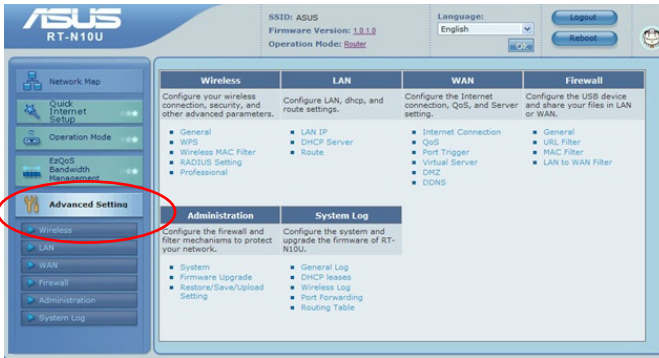 ASUS
RT-N10U
SSID: ASUS
Firmware Version: 1.0.1.0
Operation Mode: Router
Language:
English
OK
Logout
Reboot
Network Map
Quick
Internet
Setup
Operation Mode
EzQoS
Bandwidth
Management
Advanced Setting
Wireless
LAN
WAN
Firewall
Administration
System Log
Wireless
Configure your wireless
connection, security, and
other advanced parameters.
General
WPS
Wireless MAC Filter
RADIUS Setting
Professional
LAN
Configure LAN, dhcp, and
route settings.
LAN IP
DHCP Server
Route
WAN
Configure the Internet
connection, QoS, and Server
setting.
Internet Connection
QoS
Port Trigger
Virtual Server
DMZ
DDNS
Firewall
Configure the USB device
and share your files in LAN
or WAN.
General
URL Filter
MAC Filter
LAN to WAN Filter
Administration
Configure the firewall and
filter mechanisms to protect
your network.
System
Firmware Upgrade
Restore/Save/Upload
Setting
System Log
Configure the system and
upgrade the firmware of RT-
N10U.
General Log
DHCP leases
Wireless Log
Port Forwarding
Routing Table